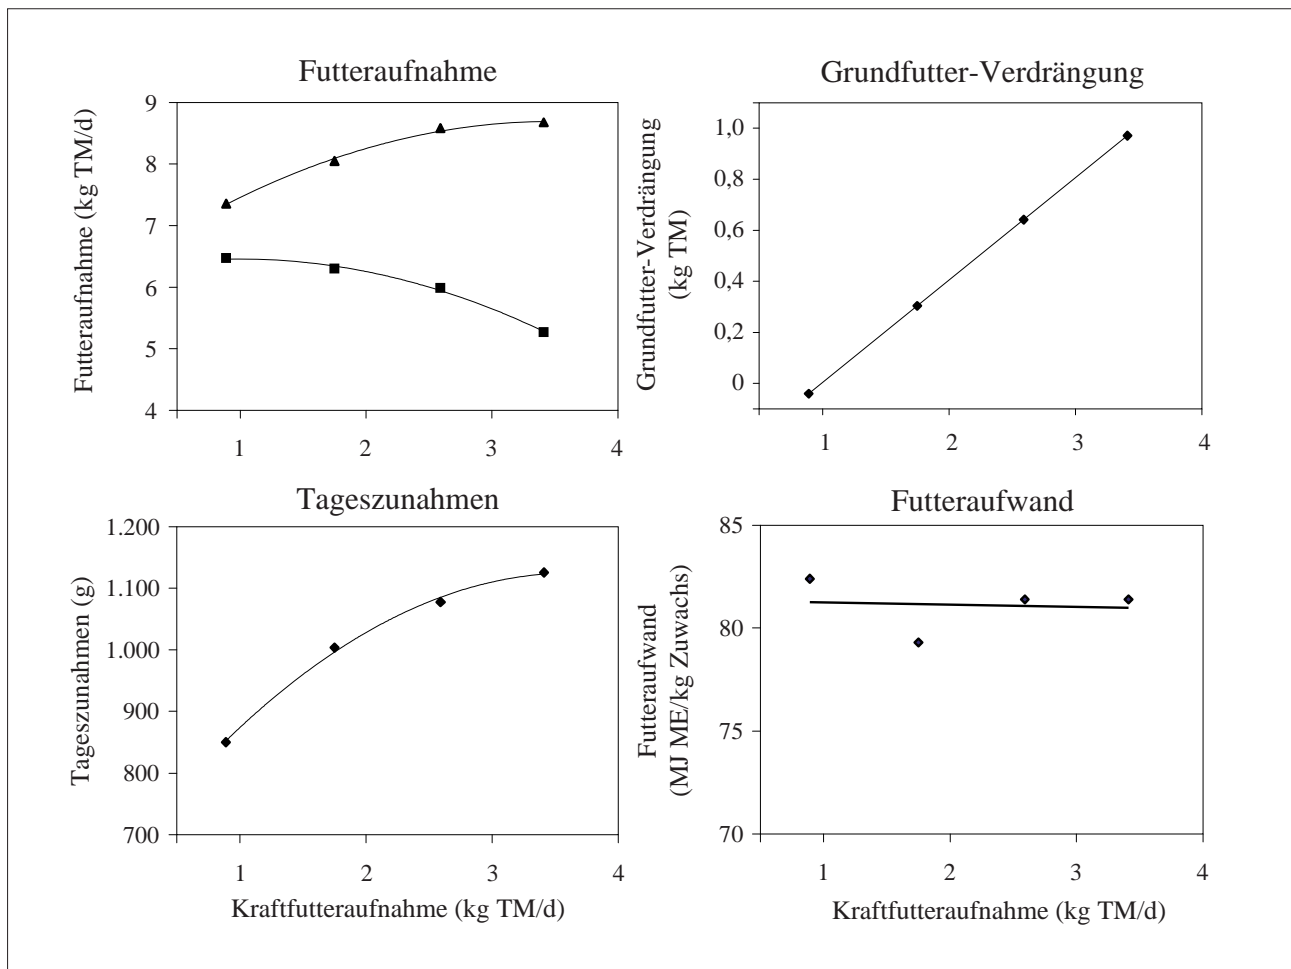 Futteraufnahme
Futteraufnahme (kg TM/d)
9
8
7
6
5
4
1 2 3 4
Grundfutter-Verdrängung
Grundfutter-Verdrängung
(kg TM)
1,0
0,8
0,6
0,4
0,2
0
1 2 3 4
Tageszunahmen
Tageszunahmen (g)
1.200
1.100
1.000
900
800
700
1 2 3 4
Kraftfutteraufnahme (kg TM/d)
Futteraufwand
Futteraufwand
(MJ ME/kg Zuwachs)
85
80
75
70
1 2 3 4
Kraftfutteraufnahme (kg TM/d)